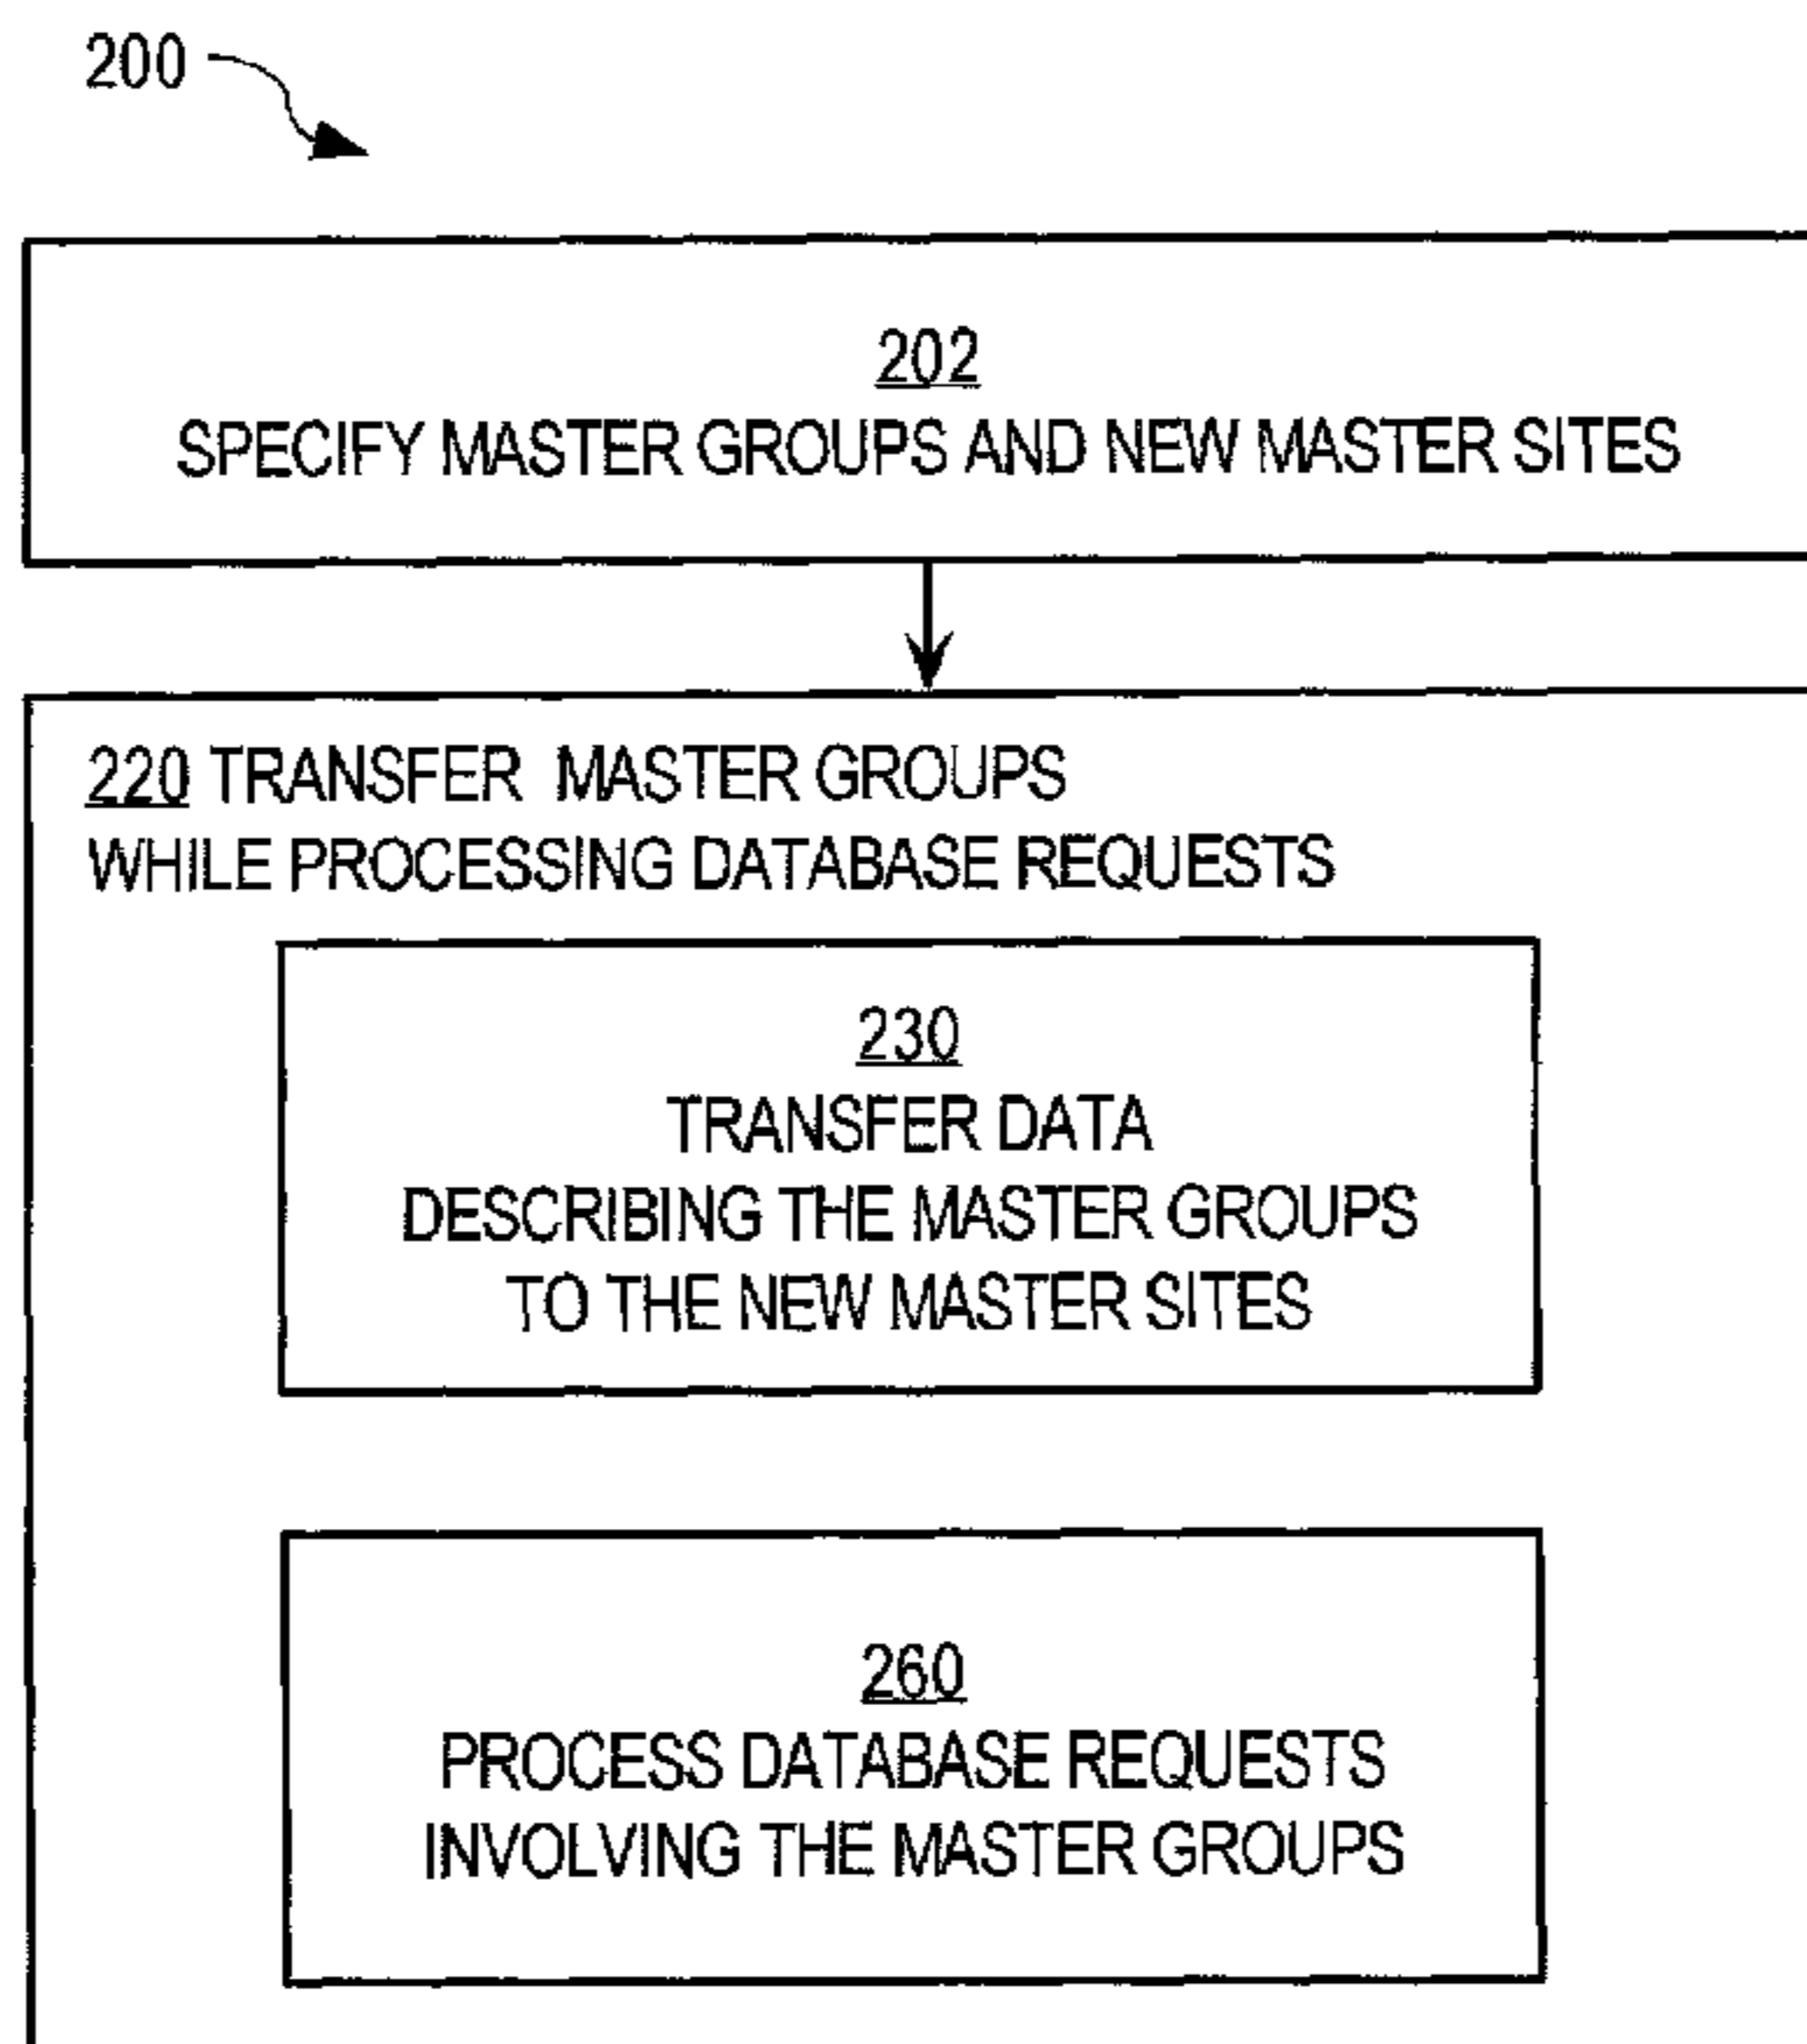 200
202
SPECIFY MASTER GROUPS AND NEW MASTER SITES
220 TRANSFER MASTER GROUPS
WHILE PROCESSING DATABASE REQUESTS
230
TRANSFER DATA
DESCRIBING THE MASTER GROUPS
TO THE NEW MASTER SITES
260
PROCESS DATABASE REQUESTS
INVOLVING THE MASTER GROUPS